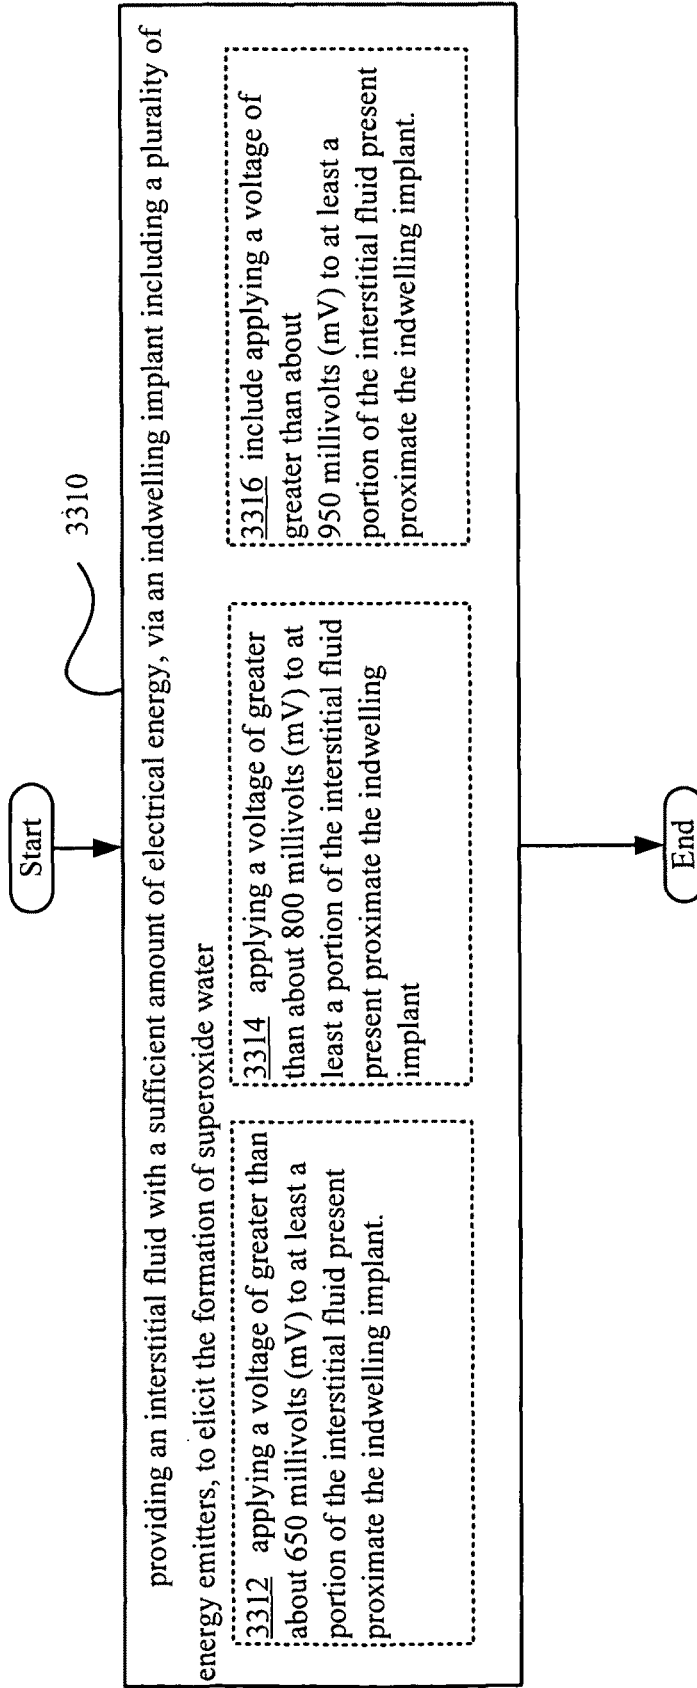 Start
3310
providing an interstitial fluid with a sufficient amount of electrical energy, via an indwelling implant including a plurality of
energy emitters, to elicit the formation of superoxide water
3312 applying a voltage of greater than
about 650 millivolts (mV) to at least a
portion of the interstitial fluid present
proximate the indwelling implant.
3314 applying a voltage of greater
than about 800 millivolts (mV) to at
least a portion of the interstitial fluid
present proximate the indwelling
implant
3316 include applying a voltage of
greater than about
950 millivolts (mV) to at least a
portion of the interstitial fluid present
proximate the indwelling implant.
End